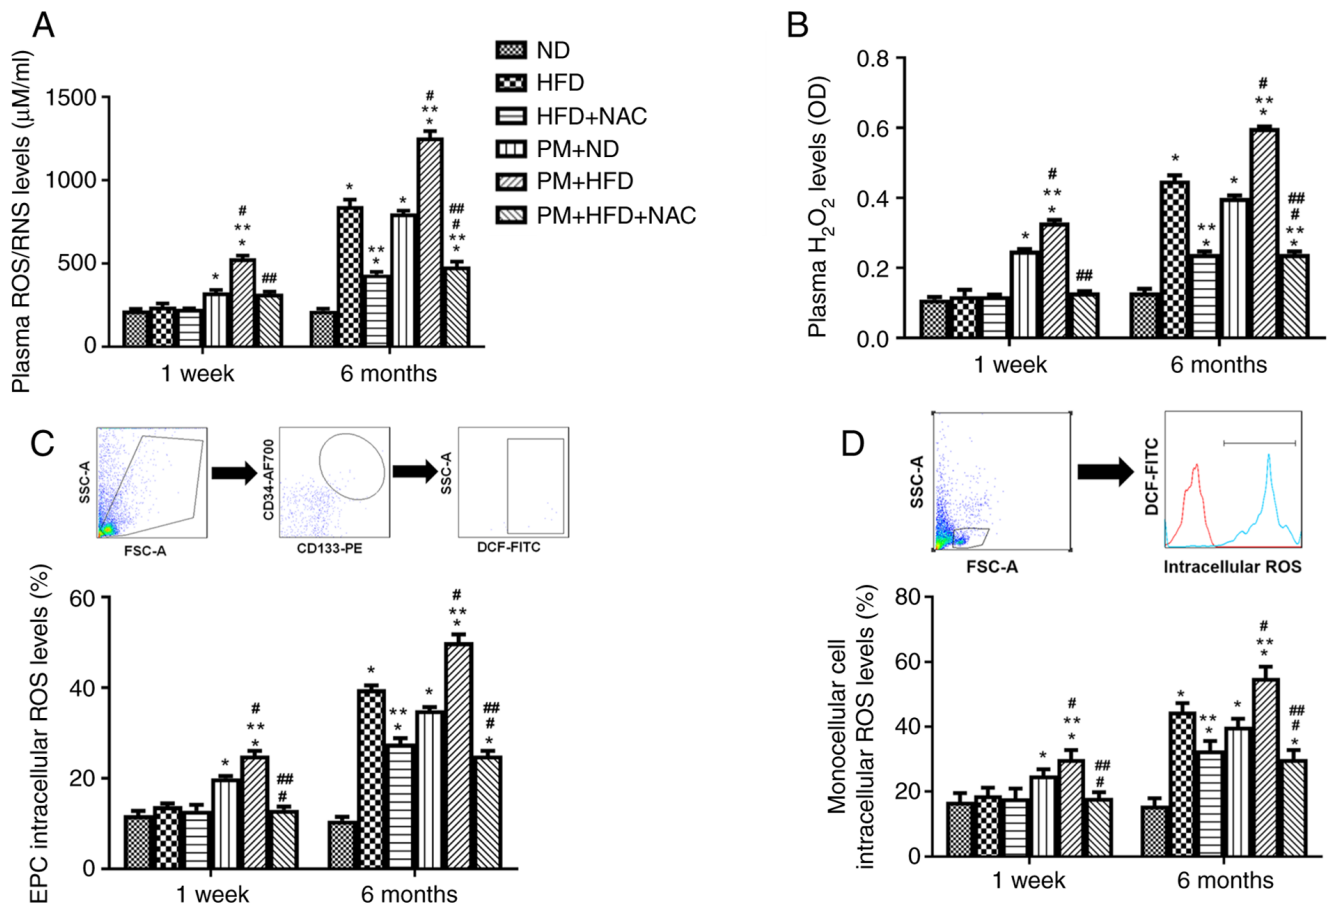 A
Plasma ROS/RNS levels (μM/ml)
1500
1000
500
0
1 week
6 months
#
**
*
*
##
*
**
*
*
#
**
*
##
#
**
*
ND
HFD
HFD+NAC
PM+ND
PM+HFD
PM+HFD+NAC
B
Plasma H2O2 levels (OD)
0.8
0.6
0.4
0.2
0.0
1 week
6 months
*
#
**
*
##
*
**
*
*
#
**
*
##
#
**
*
C
SSC-A
FSC-A
CD34-AF700
CD133-PE
SSC-A
DCF-FITC
EPC intracellular ROS levels (%)
60
40
20
0
1 week
6 months
*
#
**
*
##
#
*
**
*
*
#
**
*
##
#
*
D
SSC-A
FSC-A
DCF-FITC
Intracellular ROS
Monocellular cell
intracellular ROS levels (%)
80
60
40
20
0
1 week
6 months
*
#
**
*
##
#
*
**
*
*
#
**
*
##
#
*